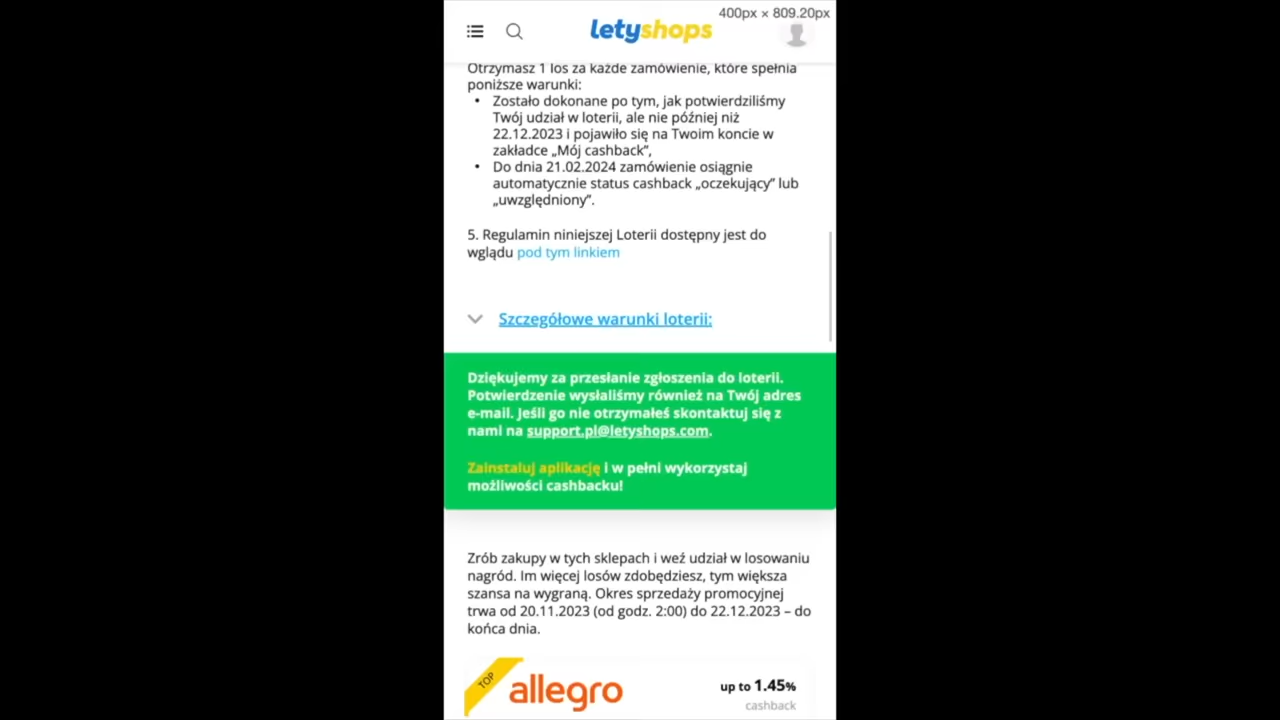 400px × 809.20px
letyshops
Otrzymasz 1 los za każde zamówienie, które spełnia
poniższe warunki:
• Zostało dokonane po tym, jak potwierdziliśmy
Twój udział w loterii, ale nie później niż
22.12.2023 i pojawiło się na Twoim koncie w
zakładce „Mój cashback”,
• Do dnia 21.02.2024 zamówienie osiągnie
automatycznie status cashback „oczekujący” lub
„uwzględniony”.
5. Regulamin niniejszej Loterii dostępny jest do
wglądu pod tym linkiem
Szczegółowe warunki loterii:
Dziękujemy za przesłanie zgłoszenia do loterii.
Potwierdzenie wysłaliśmy również na Twój adres
e-mail. Jeśli go nie otrzymałeś skontaktuj się z
nami na support.pl@letyshops.com.
Zainstaluj aplikację i w pełni wykorzystaj
możliwości cashbacku!
Zrób zakupy w tych sklepach i weź udział w losowaniu
nagród. Im więcej losów zdobędziesz, tym większa
szansa na wygraną. Okres sprzedaży promocyjnej
trwa od 20.11.2023 (od godz. 2:00) do 22.12.2023 – do
końca dnia.
TOP
allegro
up to 1.45%
cashback